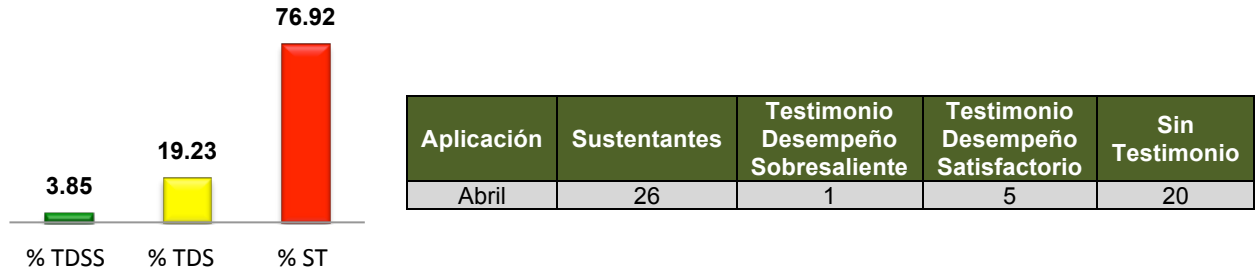 76.92
19.23
3.85
% TDSS % TDS % ST
Aplicación Sustentantes Testimonio Desempeño Sobresaliente Testimonio Desempeño Satisfactorio Sin Testimonio
Abril 26 1 5 20